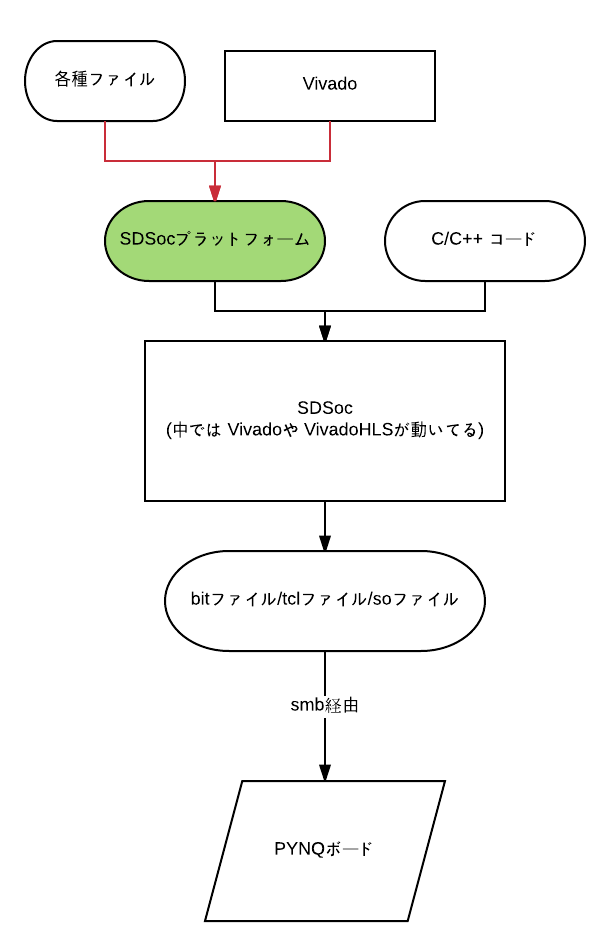 各種ファイル
Vivado
SDSocプラットフォーム
C/C++ コード
SDSoc
(中では Vivadoや VivadoHLSが動いてる)
bitファイル/tclファイル/soファイル
smb経由
PYNQボード